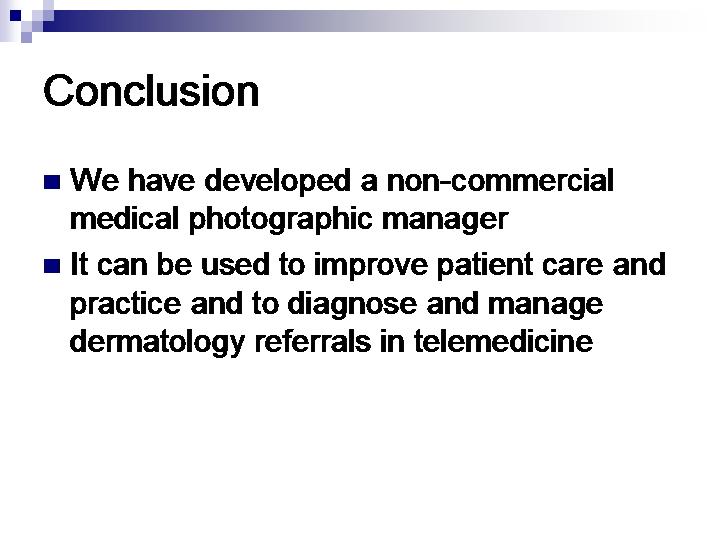 Conclusion
We have developed a non-commercial
medical photographic manager
It can be used to improve patient care and
practice and to diagnose and manage
dermatology referrals in telemedicine